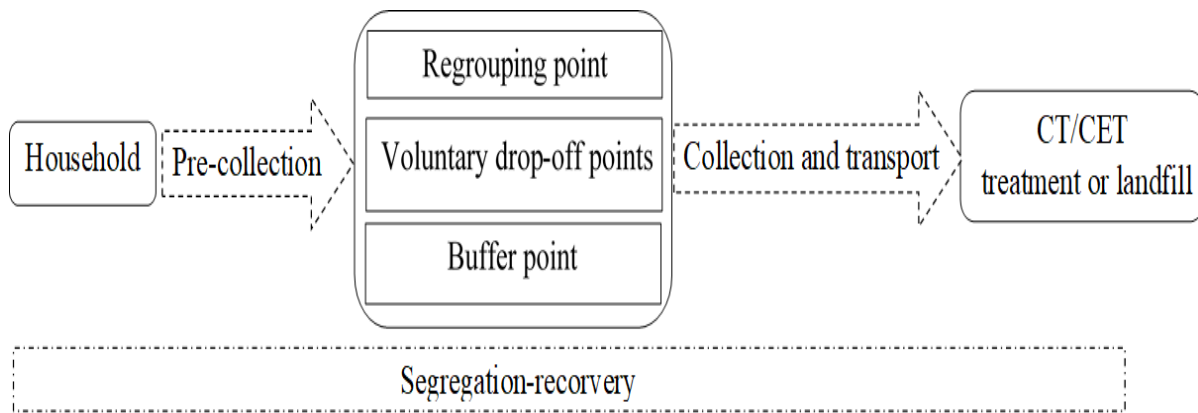 Household
Pre-collection
Regrouping point
Voluntary drop-off points
Buffer point
Collection and transport
CT/CET
treatment or landfill
Segregation-recorvery